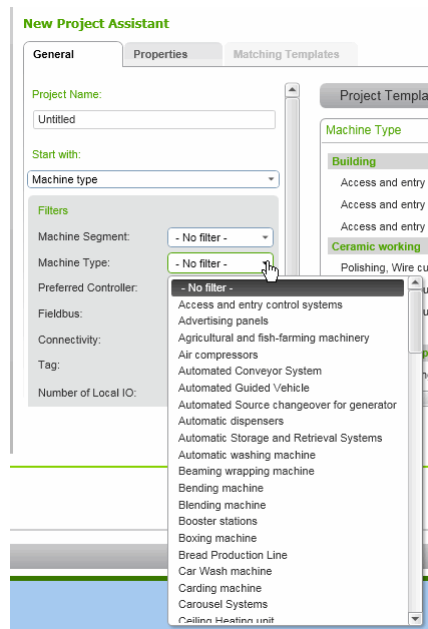 New Project Assistant
General
Properties
Matching Templates
Project Name:
Untitled
Start with:
Machine type
Filters
Machine Segment:
- No filter -
Machine Type:
- No filter -
Preferred Controller:
Fieldbus:
Connectivity:
Tag:
Number of Local IO:
- No filter -
Access and entry control systems
Advertising panels
Agricultural and fish-farming machinery
Air compressors
Automated Conveyor System
Automated Guided Vehicle
Automated Source changeover for generator
Automatic dispensers
Automatic Storage and Retrieval Systems
Automatic washing machine
Beaming wrapping machine
Bending machine
Blending machine
Booster stations
Boxing machine
Bread Production Line
Car Wash machine
Carding machine
Carousel Systems
Ceiling Heating unit
Project Templa
Machine Type
Building
Access and entry
Access and entry
Access and entry
Ceramic working
Polishing, Wire cu